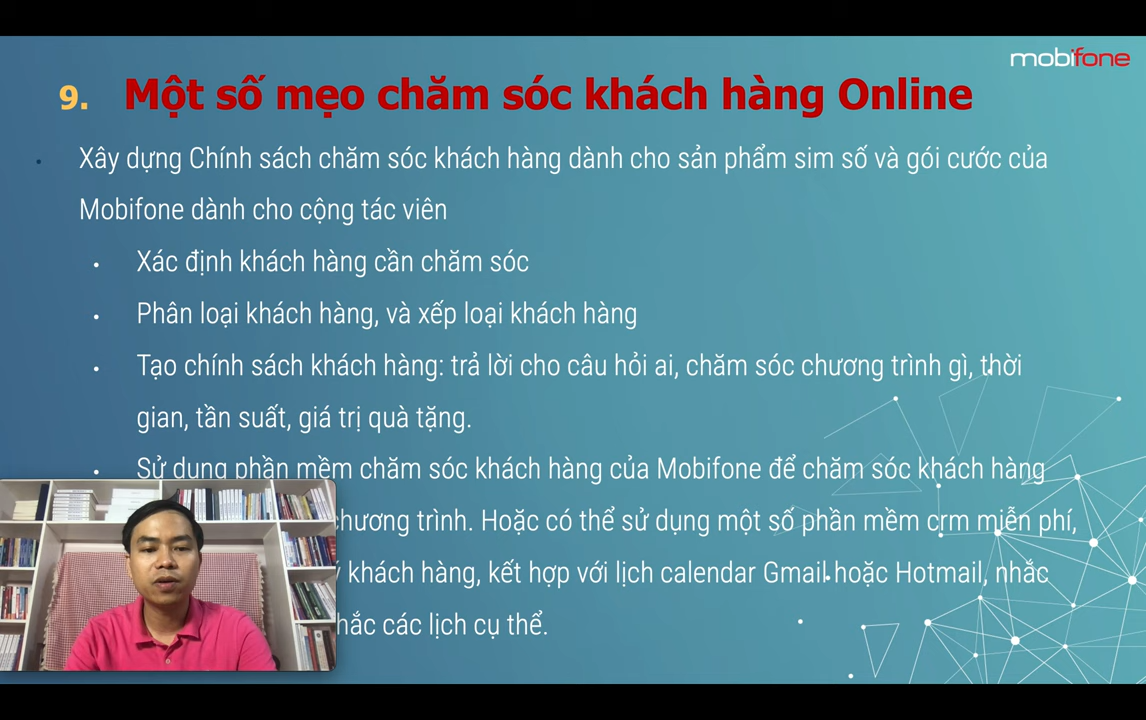 mobifone
9. Một số mẹo chăm sóc khách hàng Online
• Xây dựng Chính sách chăm sóc khách hàng dành cho sản phẩm sim số và gói cước của
Mobifone dành cho cộng tác viên
• Xác định khách hàng cần chăm sóc
• Phân loại khách hàng, và xếp loại khách hàng
• Tạo chính sách khách hàng: trả lời cho câu hỏi ai, chăm sóc chương trình gì, thời
gian, tần suất, giá trị quà tặng.
• Sử dụng phần mềm chăm sóc khách hàng của Mobifone để chăm sóc khách hàng
chương trình. Hoặc có thể sử dụng một số phần mềm crm miễn phí,
khách hàng, kết hợp với lịch calendar Gmail hoặc Hotmail, nhắc
các lịch cụ thể.